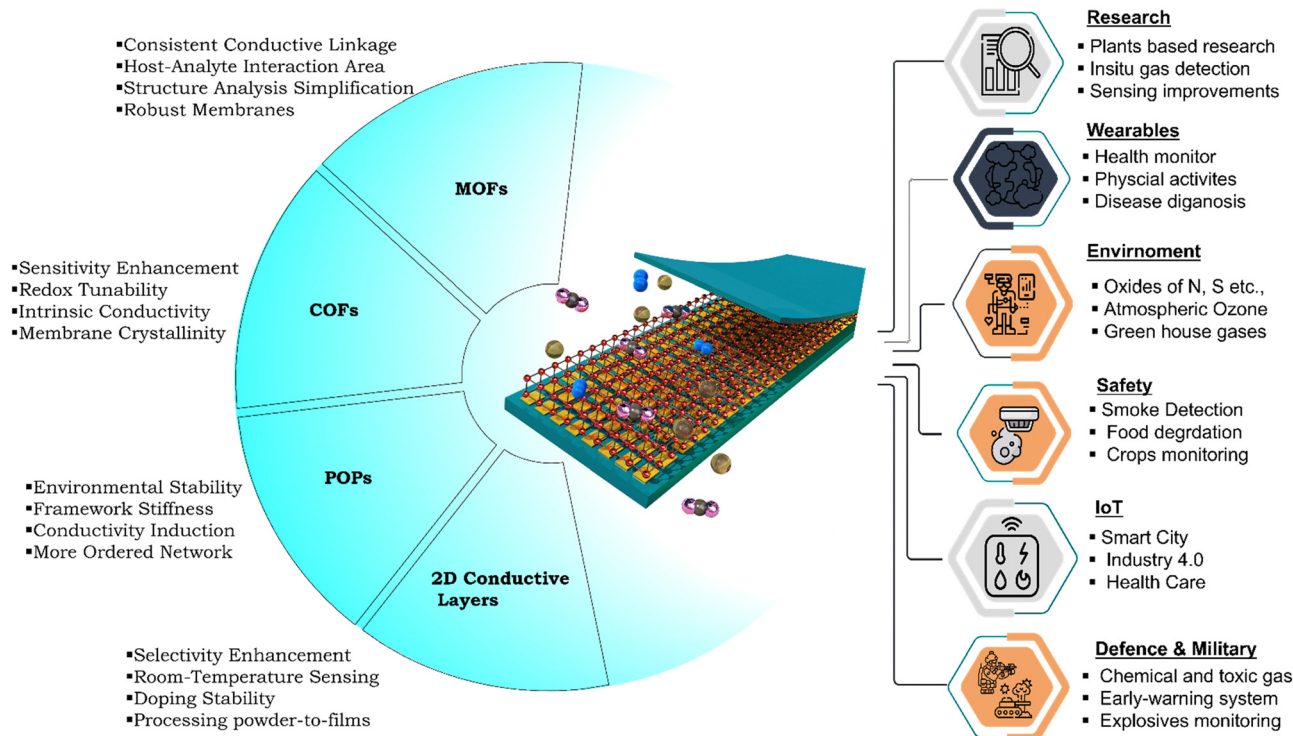 ▪Consistent Conductive Linkage
▪Host-Analyte Interaction Area
▪Structure Analysis Simplification
▪Robust Membranes
MOFs
▪Sensitivity Enhancement
▪Redox Tunability
▪Intrinsic Conductivity
▪Membrane Crystallinity
COFs
▪Environmental Stability
▪Framework Stiffness
▪Conductivity Induction
▪More Ordered Network
POPs
2D Conductive
Layers
▪Selectivity Enhancement
▪Room-Temperature Sensing
▪Doping Stability
▪Processing powder-to-films
Research
▪ Plants based research
▪ Insitu gas detection
▪ Sensing improvements
Wearables
▪ Health monitor
▪ Physcial activites
▪ Disease diganosis
Envirnoment
▪ Oxides of N, S etc.,
▪ Atmospheric Ozone
▪ Green house gases
Safety
▪ Smoke Detection
▪ Food degrdation
▪ Crops monitoring
IoT
▪ Smart City
▪ Industry 4.0
▪ Health Care
Defence & Military
▪ Chemical and toxic gas
▪ Early-warning system
▪ Explosives monitoring